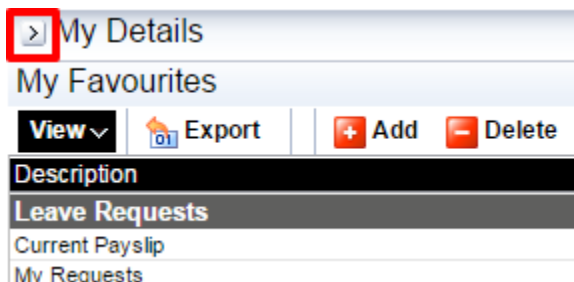 My Details
My Favourites
View Export Add Delete
Description
Leave Requests
Current Payslip
My Requests